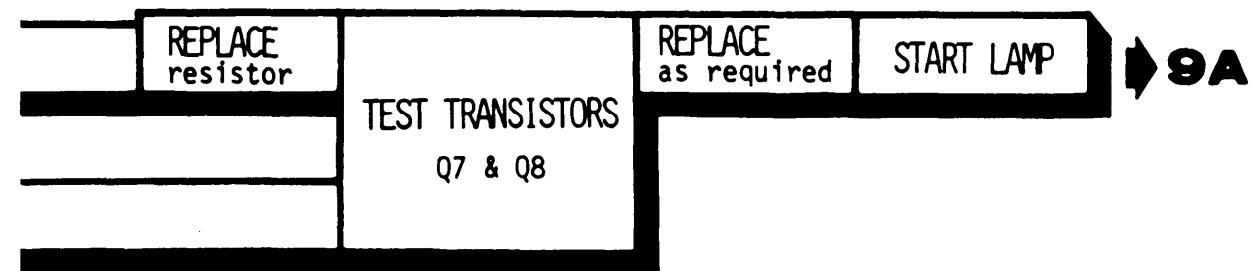 REPLACE
resistor
TEST TRANSISTORS
Q7 & Q8
REPLACE
as required
START LAMP
9A